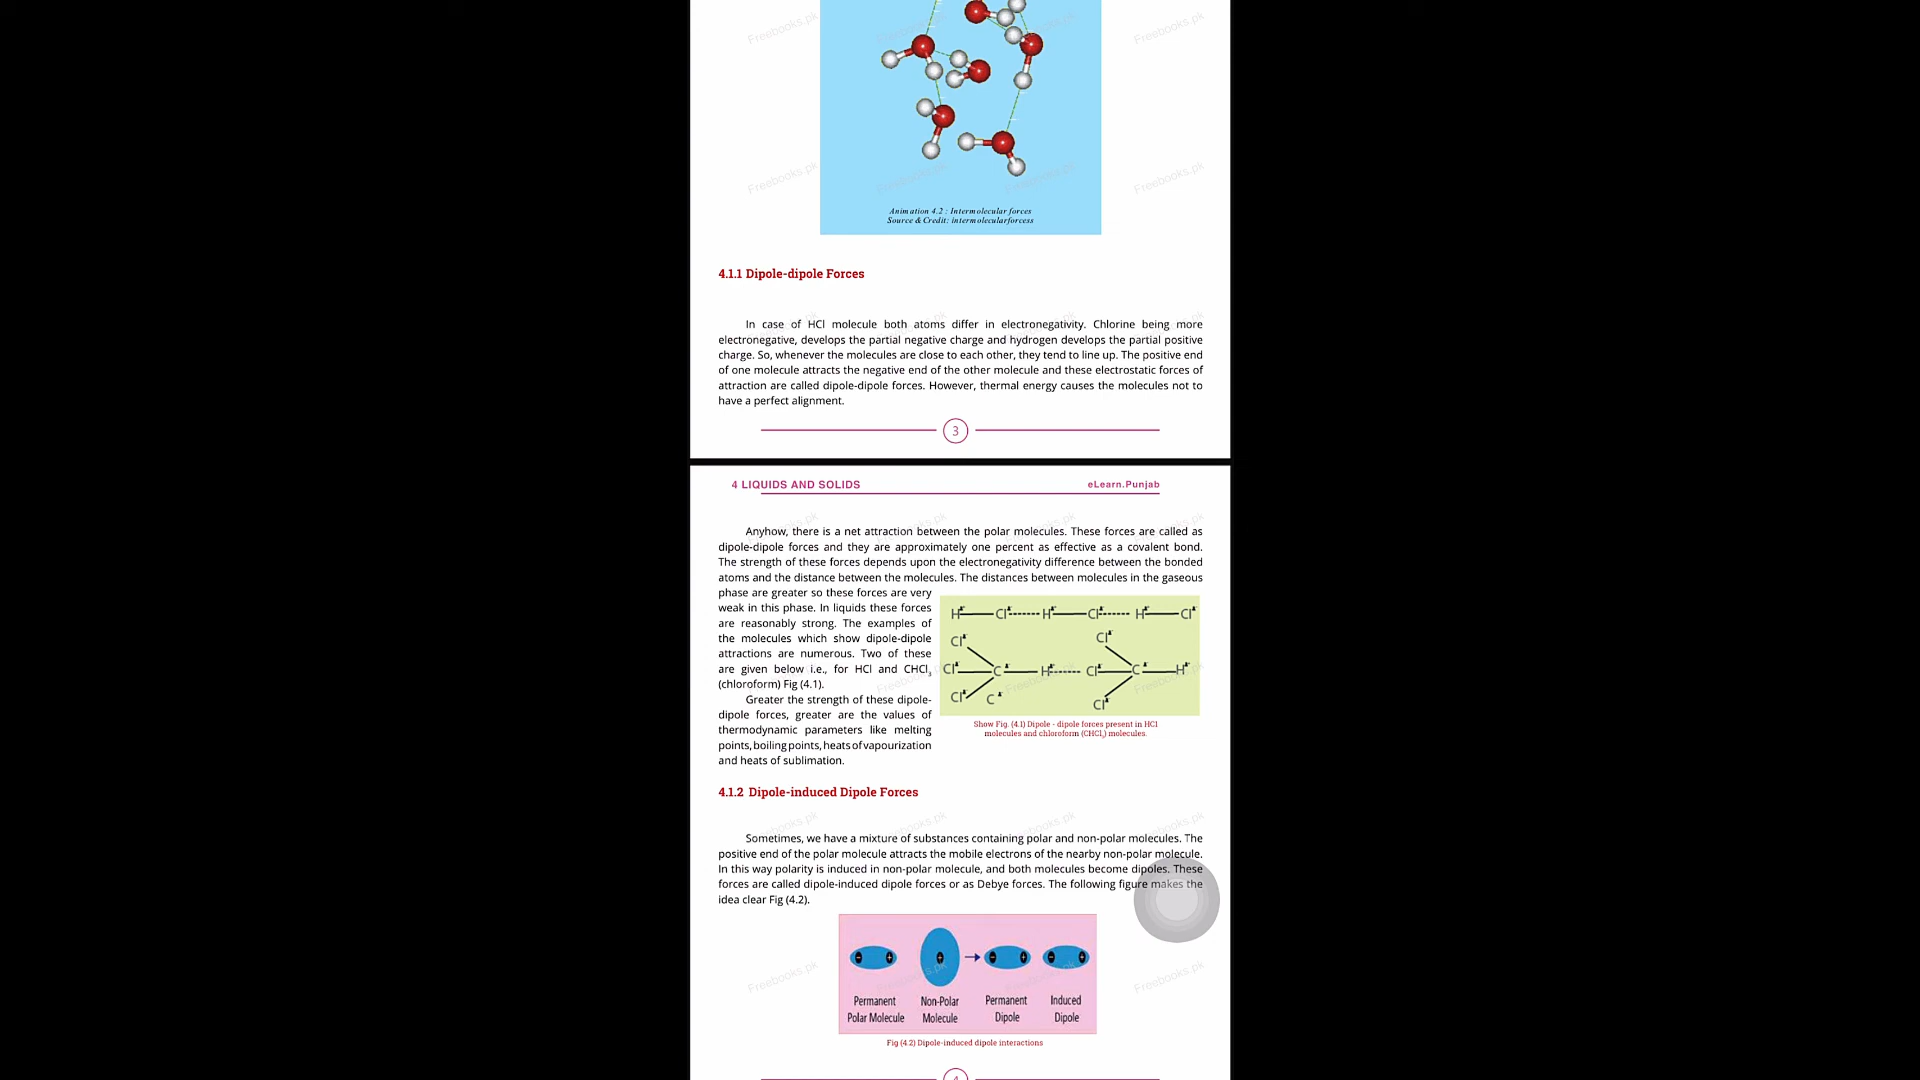 Animation 4.2 : Intermolecular forces
Source & Credit: intermolecularforcess
4.1.1 Dipole-dipole Forces
In case of HCl molecule both atoms differ in electronegativity. Chlorine being more
electronegative, develops the partial negative charge and hydrogen develops the partial positive
charge. So, whenever the molecules are close to each other, they tend to line up. The positive end
of one molecule attracts the negative end of the other molecule and these electrostatic forces of
attraction are called dipole-dipole forces. However, thermal energy causes the molecules not to
have a perfect alignment.
3
4 LIQUIDS AND SOLIDS
eLearn.Punjab
Anyhow, there is a net attraction between the polar molecules. These forces are called as
dipole-dipole forces and they are approximately one percent as effective as a covalent bond.
The strength of these forces depends upon the electronegativity difference between the bonded
atoms and the distance between the molecules. The distances between molecules in the gaseous
phase are greater so these forces are very
weak in this phase. In liquids these forces
are reasonably strong. The examples of
the molecules which show dipole-dipole
attractions are numerous. Two of these
are given below i.e., for HCl and CHCl3
(chloroform) Fig (4.1).
Greater the strength of these dipole-
dipole forces, greater are the values of
thermodynamic parameters like melting
points, boiling points, heats of vapourization
and heats of sublimation.
H Cl H Cl H Cl
Cl Cl
Cl C H Cl C H
Cl C Cl
Show Fig. (4.1) Dipole - dipole forces present in HCl
molecules and chloroform (CHCl3) molecules.
4.1.2 Dipole-induced Dipole Forces
Sometimes, we have a mixture of substances containing polar and non-polar molecules. The
positive end of the polar molecule attracts the mobile electrons of the nearby non-polar molecule.
In this way polarity is induced in non-polar molecule, and both molecules become dipoles. These
forces are called dipole-induced dipole forces or as Debye forces. The following figure makes the
idea clear Fig (4.2).
Permanent Non-Polar Permanent Induced
Polar Molecule Molecule Dipole Dipole
Fig (4.2) Dipole-induced dipole interactions
Freebooks.pk